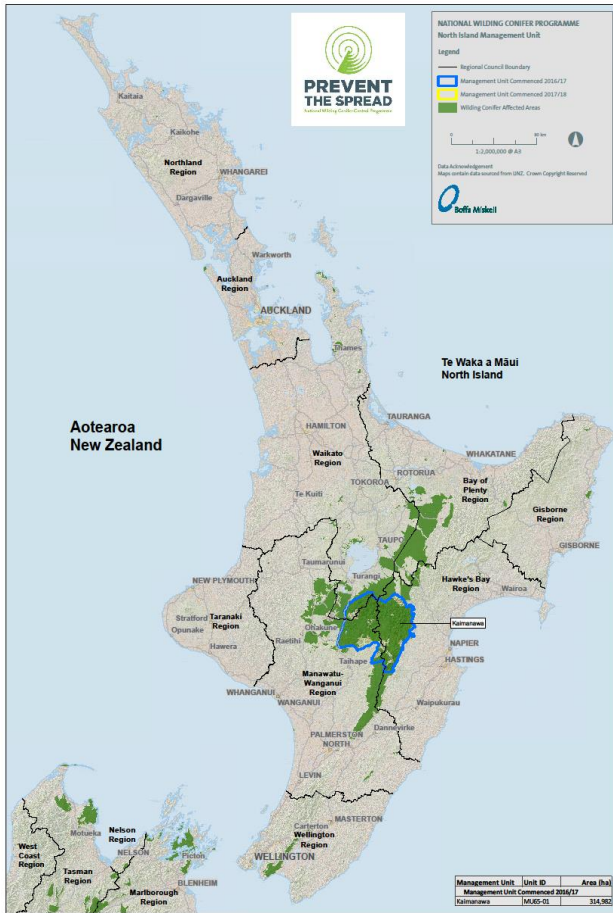 PREVENT
THE SPREAD
National Wilding Conifer Control Programme
NATIONAL WILDING CONIFER PROGRAMME
North Island Management Unit
Legend
Regional Council Boundary
Management Unit Commenced 2016/17
Management Unit Commenced 2017/18
Wilding Conifer Affected Areas
0
80 km
1:2,000,000 @ A3
Data Acknowledgement
Maps contain data sourced from LINZ. Crown Copyright Reserved
Boffa Miskell
Kaitaia
Kaikohe
Northland
Region
WHANGAREI
Dargaville
Warkworth
Auckland
Region
AUCKLAND
Thames
Te Waka a Māui
North Island
Aotearoa
New Zealand
TAURANGA
HAMILTON
WHAKATANE
Waikato
Region
ROTORUA
Bay of
Plenty
Region
TOKOROA
Te Kuiti
Gisborne
Region
TAUPO
GISBORNE
Taumarunui
Turangi
Hawke's Bay
Region
Wairoa
NEW PLYMOUTH
Stratford
Taranaki
Region
Opunake
Hawera
Ohakune
Raetihi
Kaimanawa
NAPIER
HASTINGS
Taihape
Manawatu-
Wanganui
Region
WHANGANUI
WANGANUI
Waipukurau
Dannevirke
PALMERSTON
NORTH
LEVIN
MASTERTON
Carterton
Wellington
Region
WELLINGTON
Motueka
Nelson
Region
NELSON
Picton
West
Coast
Region
Tasman
Region
BLENHEIM
Marlborough
Region
Management Unit Unit ID Area (ha)
Management Unit Commenced 2016/17
Kaimanawa MU65-01 314,982